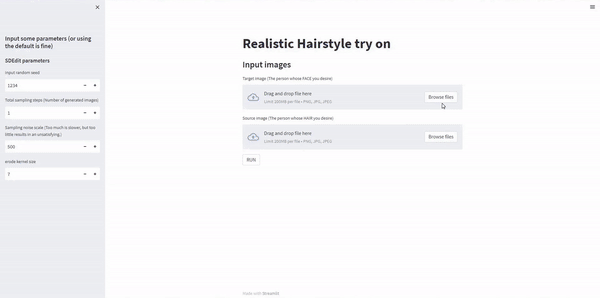 Input some parameters (or using
the default is fine)
SDEdit parameters
Input random seed
1234
Total sampling steps (Number of generated images)
1
Sampling noise scale (Too much is slower, but too
little results in an unsatisfying.)
500
erode kernel size
7
Realistic Hairstyle try on
Input images
Target image (The person whose FACE you desire)
Drag and drop file here
Limit 200MB per file • PNG, JPG, JPEG
Browse files
Source image (The person whose HAIR you desire)
Drag and drop file here
Limit 200MB per file • PNG, JPG, JPEG
Browse files
RUN
Made with Streamlit